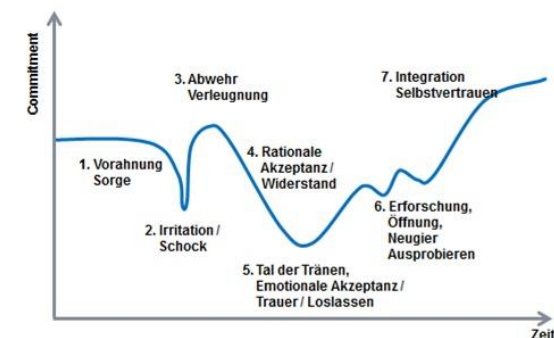 Commitment
3. Abwehr
Verleugnung
7. Integration
Selbstvertrauen
1. Vorahnung
Sorge
4. Rationale
Akzeptanz /
Widerstand
2. Irritation /
Schock
6. Erforschung,
Öffnung,
Neugier
Ausprobieren
5. Tal der Tränen,
Emotionale Akzeptanz /
Trauer / Loslassen
Zeit